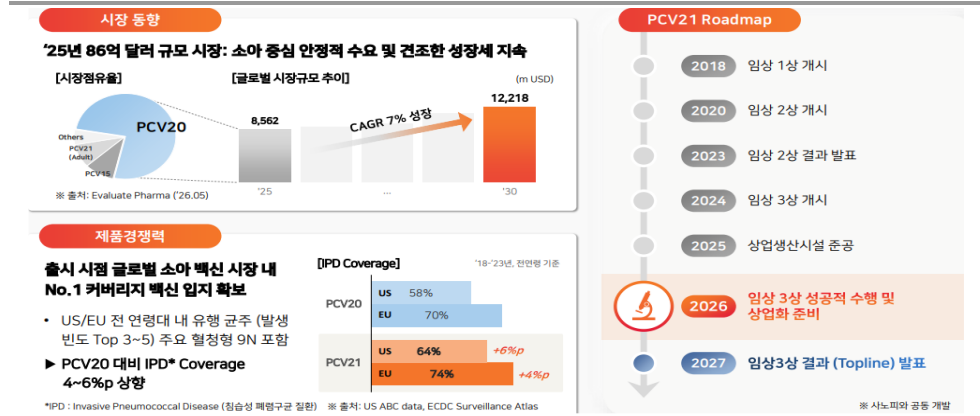 시장 동향
‘25년 86억 달러 규모 시장: 소아 중심 안정적 수요 및 견조한 성장세 지속
[시장점유율]
[글로벌 시장규모 추이]
(m USD)
PCV20
Others
PCV21
(Adult)
PCV15
8,562
CAGR 7% 성장
12,218
'25
...
'30
※ 출처: Evaluate Pharma ('26.05)
제품경쟁력
출시 시점 글로벌 소아 백신 시장 내
No.1 커버리지 백신 입지 확보
• US/EU 전 연령대 내 유행 균주 (발생
빈도 Top 3~5) 주요 혈청형 9N 포함
▶ PCV20 대비 IPD* Coverage
4~6%p 상향
[IPD Coverage]
'18-'23년, 전연령 기준
PCV20
US 58%
EU 70%
PCV21
US 64% +6%p
EU 74% +4%p
*IPD : Invasive Pneumococcal Disease (침습성 폐렴구균 질환) ※ 출처: US ABC data, ECDC Surveillance Atlas
PCV21 Roadmap
2018 임상 1상 개시
2020 임상 2상 개시
2023 임상 2상 결과 발표
2024 임상 3상 개시
2025 상업생산시설 준공
2026 임상 3상 성공적 수행 및
상업화 준비
2027 임상3상 결과 (Topline) 발표
※ 사노피와 공동 개발